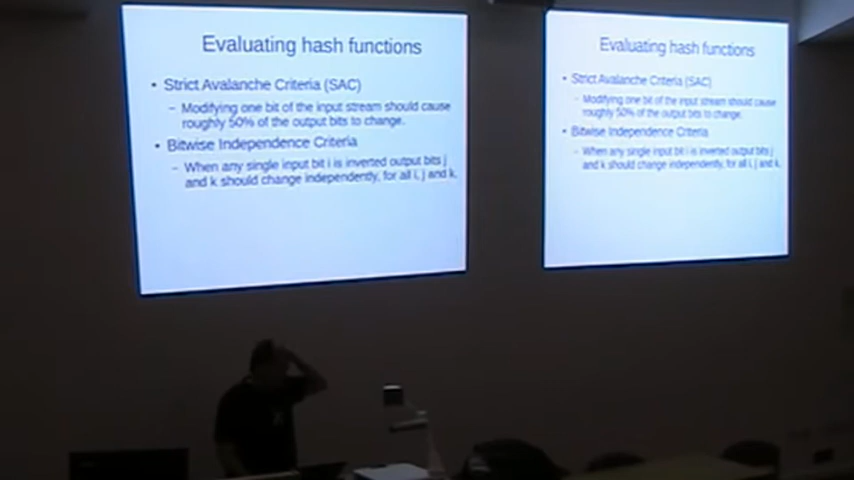 Evaluating hash functions
• Strict Avalanche Criteria (SAC)
– Modifying one bit of the input stream should cause
roughly 50% of the output bits to change.
• Bitwise Independence Criteria
– When any single input bit i is inverted output bits j
and k should change independently, for all i, j and k.
Evaluating hash functions
• Strict Avalanche Criteria (SAC)
– Modifying one bit of the input stream should cause
roughly 50% of the output bits to change.
• Bitwise Independence Criteria
– When any single input bit i is inverted output bits j
and k should change independently, for all i, j and k.